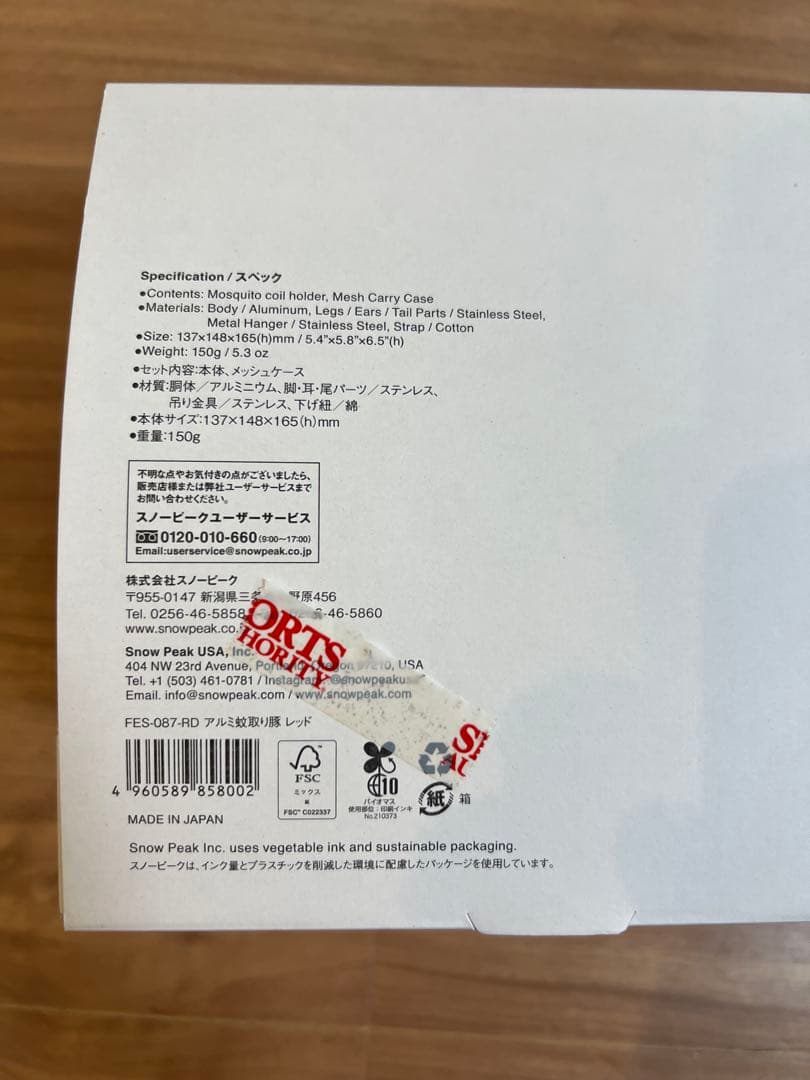 Specification / スペック
●Contents: Mosquito coil holder, Mesh Carry Case
●Materials: Body / Aluminum, Legs / Ears / Tail Parts / Stainless Steel,
Metal Hanger / Stainless Steel, Strap / Cotton
●Size: 137×148×165(h)mm / 5.4"×5.8"×6.5"(h)
●Weight: 150g / 5.3 oz
●セット内容:本体、メッシュケース
●材質:胴体／アルミニウム、脚・耳・尾パーツ／ステンレス、
吊り金具／ステンレス、下げ紐／綿
●本体サイズ:137×148×165(h)mm
●重量:150g
不明な点やお気付きの点がございましたら、
販売店様または弊社ユーザーサービスまで
お問い合わせください。
スノーピークユーザーサービス
0120-010-660 (9:00〜17:00)
Email:userservice@snowpeak.co.jp
株式会社スノーピーク
〒955-0147 新潟県三条 野原456
Tel. 0256-46-5858 -46-5860
www.snowpeak.co.
Snow Peak USA, Inc.
404 NW 23rd Avenue, Portland, Oregon 97210, USA
Tel. +1 (503) 461-0781 / Instagram. @snowpeakus
Email. info@snowpeak.com / www.snowpeak.com
ORTS
HORITY
FES-087-RD アルミ蚊取り豚 レッド
4 960589 858002
FSC
ミックス
紙
FSC™ C022337
10
バイオマス
使用部位：印刷インキ
No.210373
紙 箱
MADE IN JAPAN
Snow Peak Inc. uses vegetable ink and sustainable packaging.
スノーピークは、インク量とプラスチックを削減した環境に配慮したパッケージを使用しています。